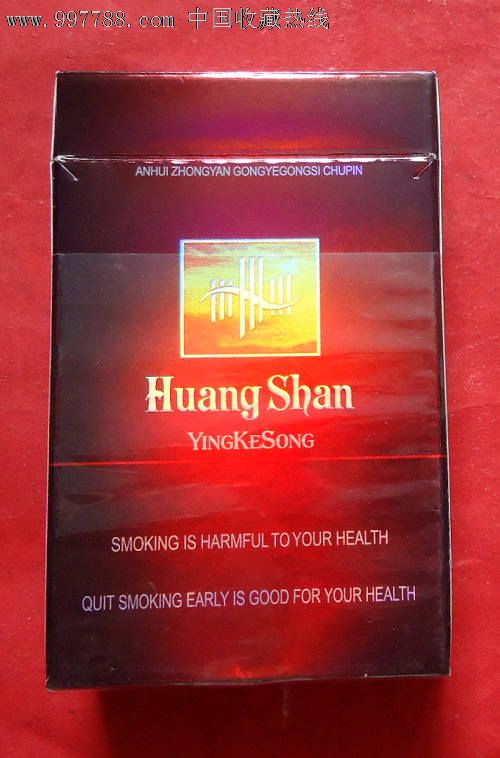 www.997788.com 中国收藏热线
ANHUI ZHONGYAN GONGYEGONGSI CHUPIN
Huang Shan
YINGKESONG
SMOKING IS HARMFUL TO YOUR HEALTH
QUIT SMOKING EARLY IS GOOD FOR YOUR HEALTH